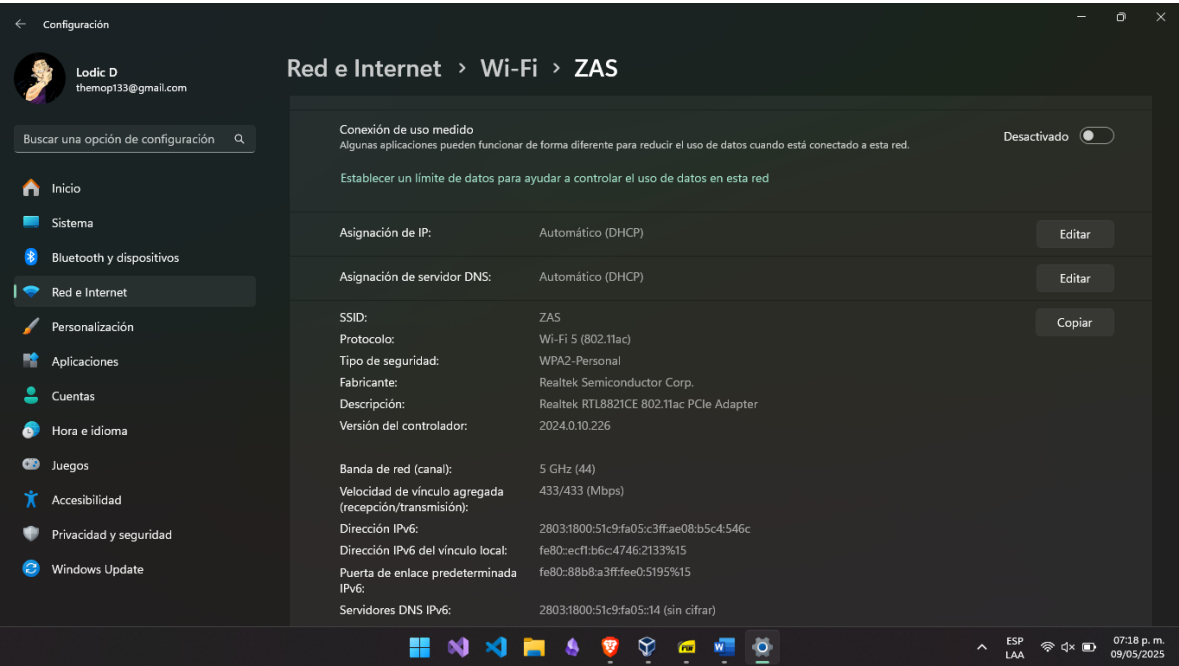 Configuración
Lodic D
themop133@gmail.com
Buscar una opción de configuración
Inicio
Sistema
Bluetooth y dispositivos
Red e Internet
Personalización
Aplicaciones
Cuentas
Hora e idioma
Juegos
Accesibilidad
Privacidad y seguridad
Windows Update
Red e Internet > Wi-Fi > ZAS
Conexión de uso medido
Algunas aplicaciones pueden funcionar de forma diferente para reducir el uso de datos cuando está conectado a esta red.
Desactivado
Establecer un límite de datos para ayudar a controlar el uso de datos en esta red
Asignación de IP: Automático (DHCP) Editar
Asignación de servidor DNS: Automático (DHCP) Editar
SSID: ZAS Copiar
Protocolo: Wi-Fi 5 (802.11ac)
Tipo de seguridad: WPA2-Personal
Fabricante: Realtek Semiconductor Corp.
Descripción: Realtek RTL8821CE 802.11ac PCIe Adapter
Versión del controlador: 2024.0.10.226
Banda de red (canal): 5 GHz (44)
Velocidad de vínculo agregada 433/433 (Mbps)
(recepción/transmisión):
Dirección IPv6: 2803:1800:51c9:fa05:c3ff:ae08:b5c4:546c
Dirección IPv6 del vínculo local: fe80::ecf1:b6c:4746:2133%15
Puerta de enlace predeterminada fe80::88b8:a3ff:fee0:5195%15
IPv6:
Servidores DNS IPv6: 2803:1800:51c9:fa05::14 (sin cifrar)
ESP
LAA
07:18 p. m.
09/05/2025